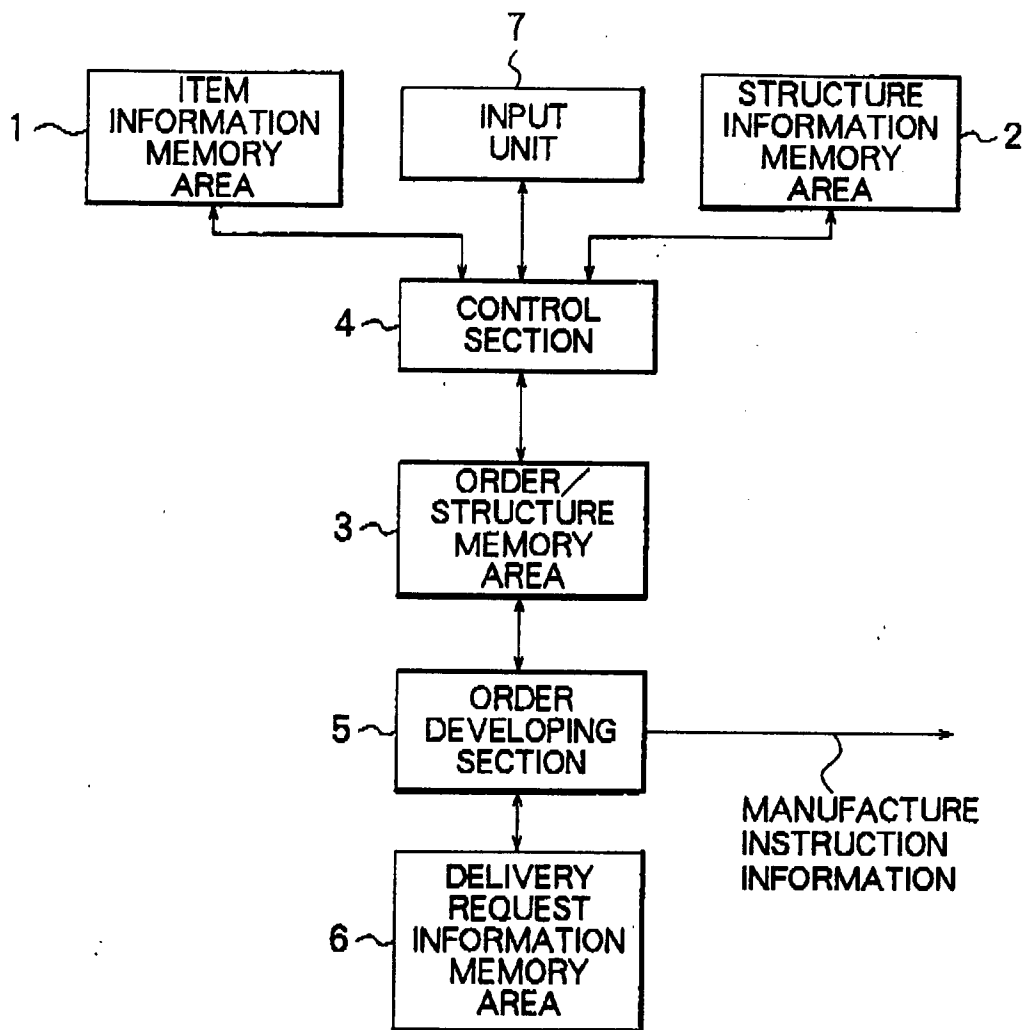 7
1
ITEM
INFORMATION
MEMORY
AREA
INPUT
UNIT
STRUCTURE
INFORMATION
MEMORY
AREA
2
4
CONTROL
SECTION
3
ORDER/
STRUCTURE
MEMORY
AREA
5
ORDER
DEVELOPING
SECTION
MANUFACTURE
INSTRUCTION
INFORMATION
6
DELIVERY
REQUEST
INFORMATION
MEMORY
AREA